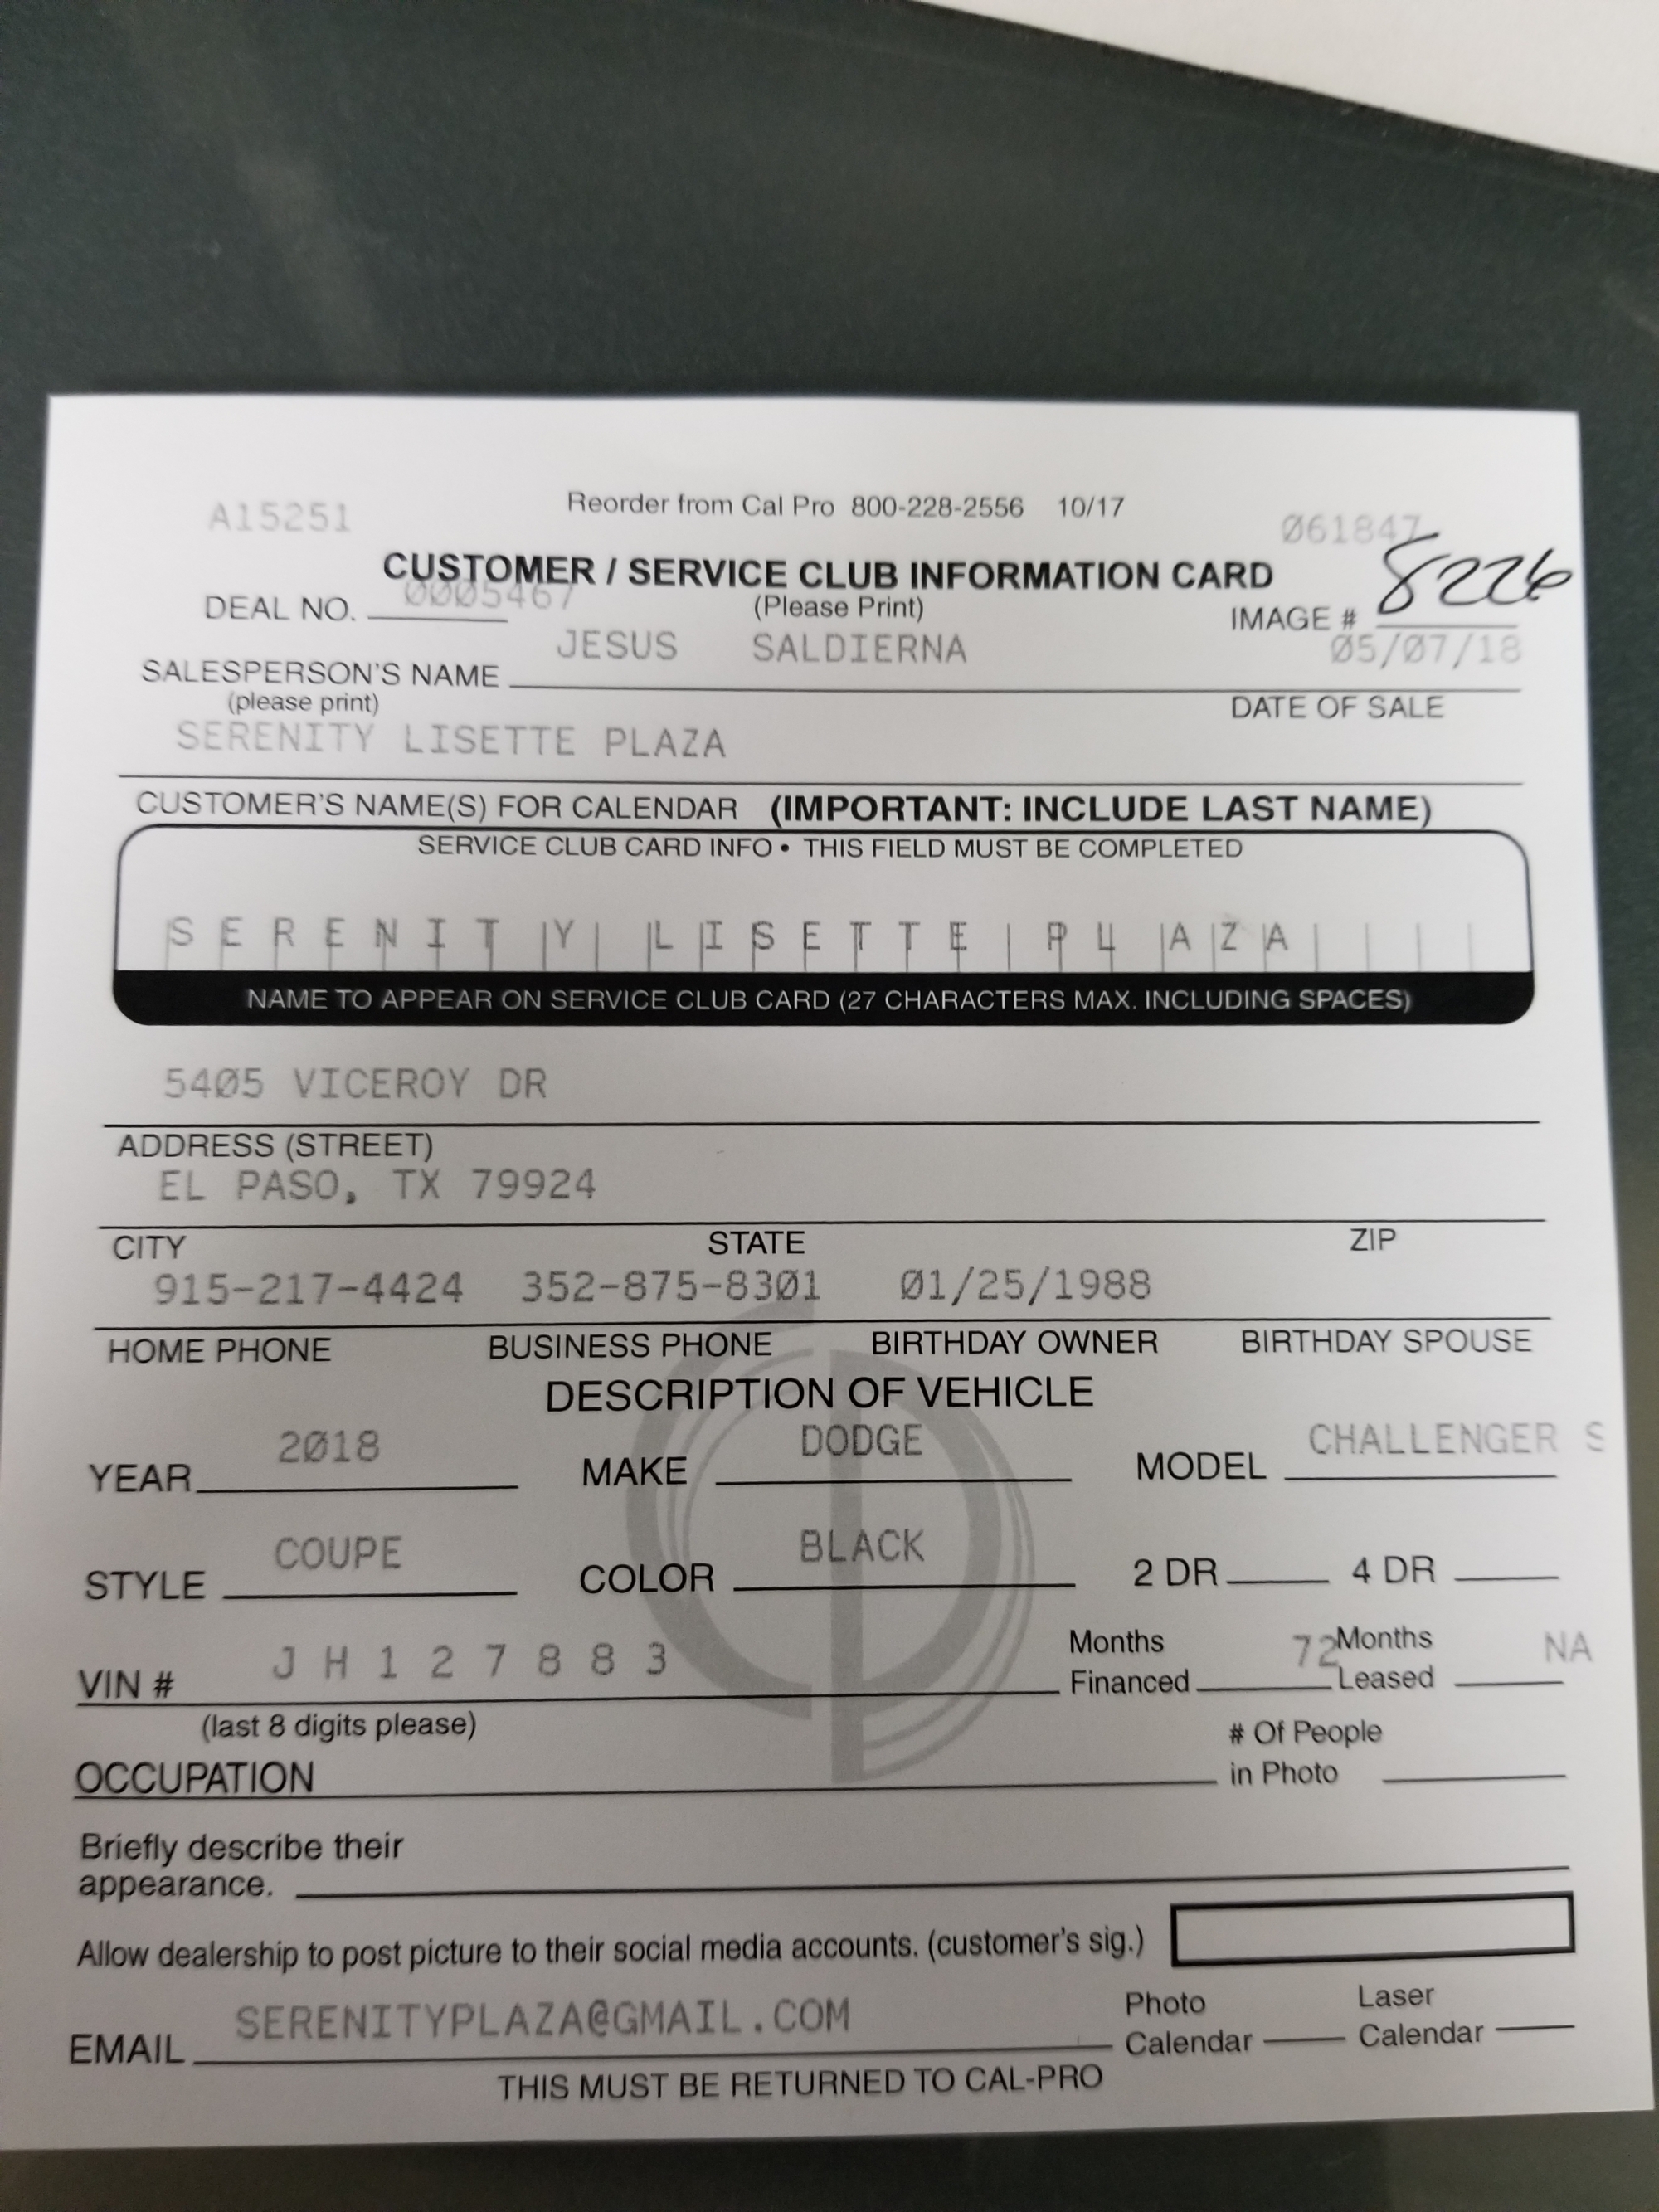 A15251 Reorder from Cal Pro 800-228-2556 10/17 061847
CUSTOMER / SERVICE CLUB INFORMATION CARD
DEAL NO. 0005467 (Please Print) IMAGE # 8226
JESUS SALDIERNA 05/07/18
SALESPERSON'S NAME
(please print) DATE OF SALE
SERENITY LISETTE PLAZA
CUSTOMER'S NAME(S) FOR CALENDAR (IMPORTANT: INCLUDE LAST NAME)
SERVICE CLUB CARD INFO • THIS FIELD MUST BE COMPLETED
SERENITY LISETTE PLAZA
NAME TO APPEAR ON SERVICE CLUB CARD (27 CHARACTERS MAX. INCLUDING SPACES)
5405 VICEROY DR
ADDRESS (STREET)
EL PASO, TX 79924
CITY STATE ZIP
915-217-4424 352-875-8301 01/25/1988
HOME PHONE BUSINESS PHONE BIRTHDAY OWNER BIRTHDAY SPOUSE
DESCRIPTION OF VEHICLE
YEAR 2018 MAKE DODGE MODEL CHALLENGER S
STYLE COUPE COLOR BLACK 2 DR 4 DR
VIN # JH127883 Months Financed 72 Months Leased NA
(last 8 digits please) # Of People
OCCUPATION in Photo
Briefly describe their
appearance.
Allow dealership to post picture to their social media accounts. (customer's sig.)
EMAIL SERENITYPLAZA@GMAIL.COM Photo Calendar Laser Calendar
THIS MUST BE RETURNED TO CAL-PRO